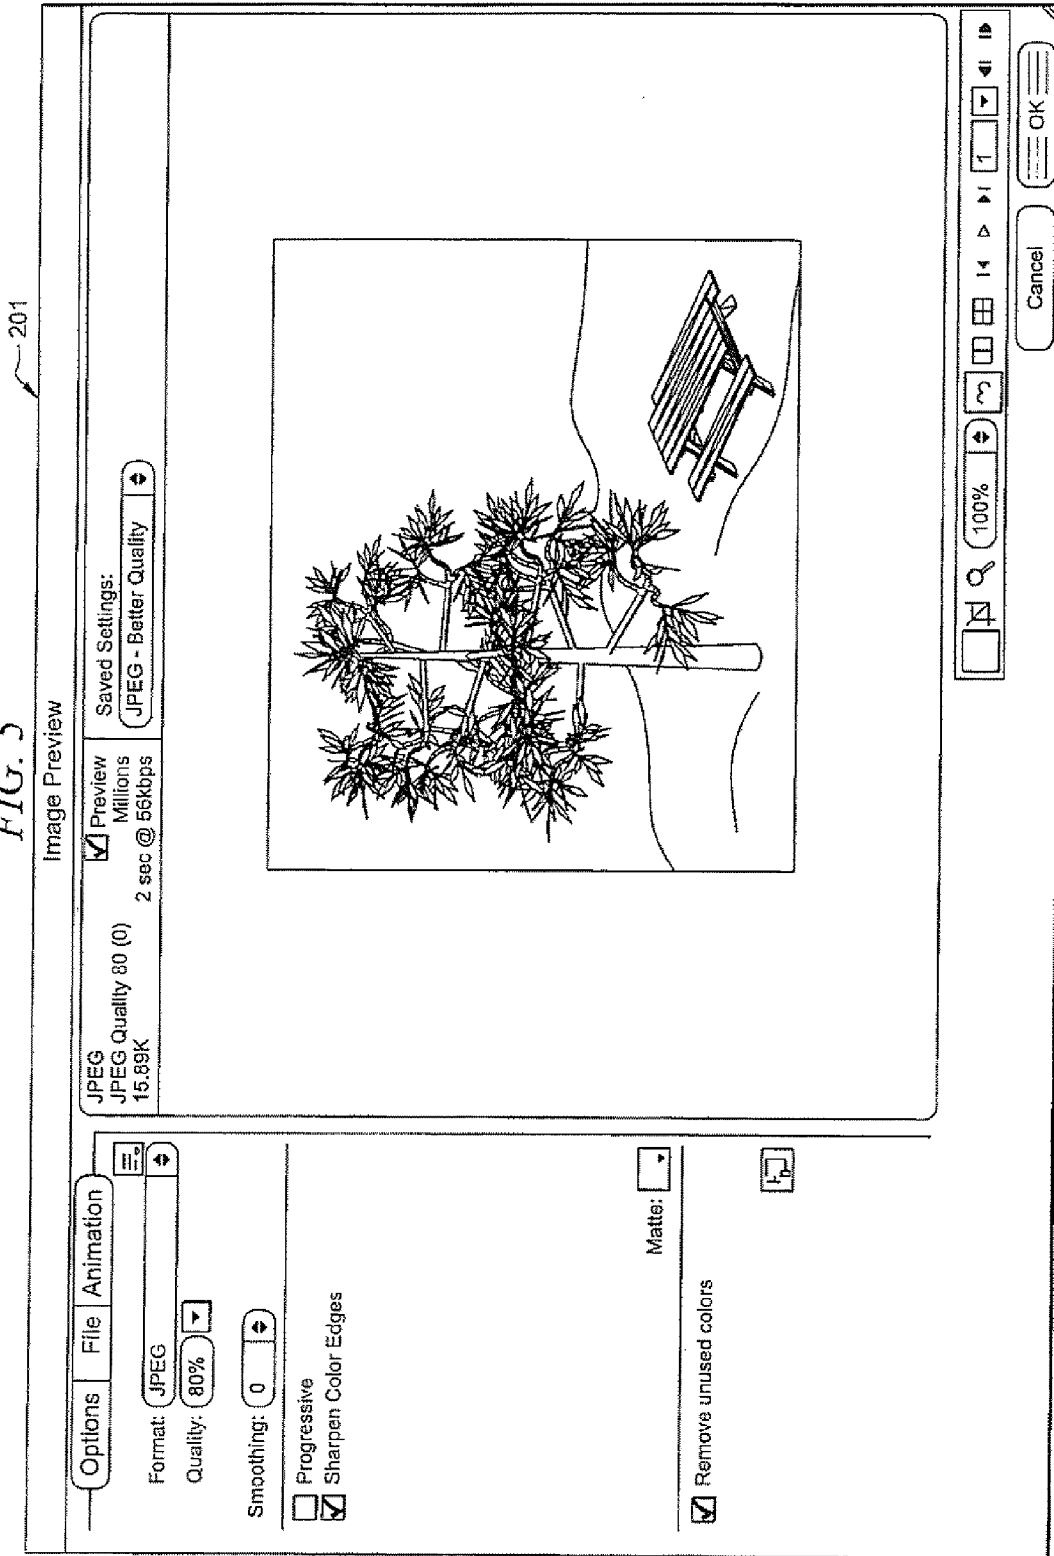 FIG. 3
201
Image Preview
Options File Animation
Format: JPEG
Quality: 80%
Smoothing: 0
Progressive
Sharpen Color Edges
Matte:
Remove unused colors
JPEG
JPEG Quality 80 (0)
15.89K
Preview
Millions
2 sec @ 56kbps
Saved Settings:
JPEG - Better Quality
100%
1
Cancel
OK